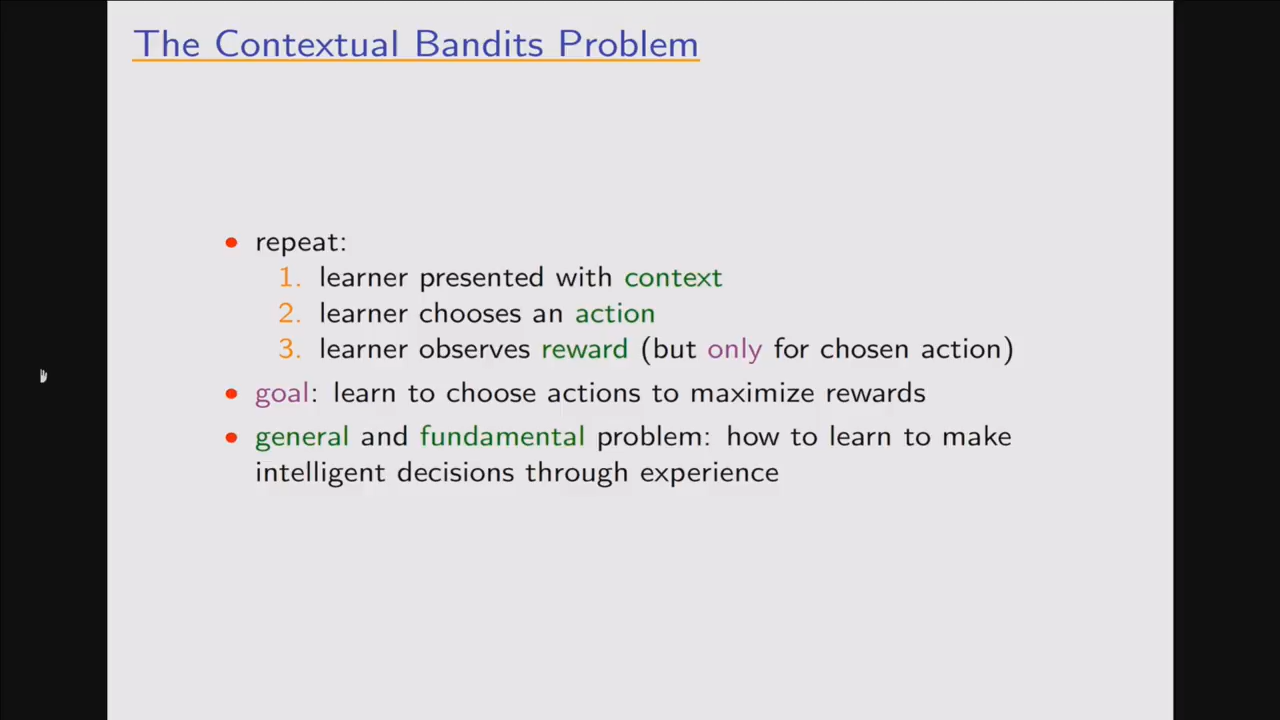 The Contextual Bandits Problem
• repeat:
1. learner presented with context
2. learner chooses an action
3. learner observes reward (but only for chosen action)
• goal: learn to choose actions to maximize rewards
• general and fundamental problem: how to learn to make
intelligent decisions through experience